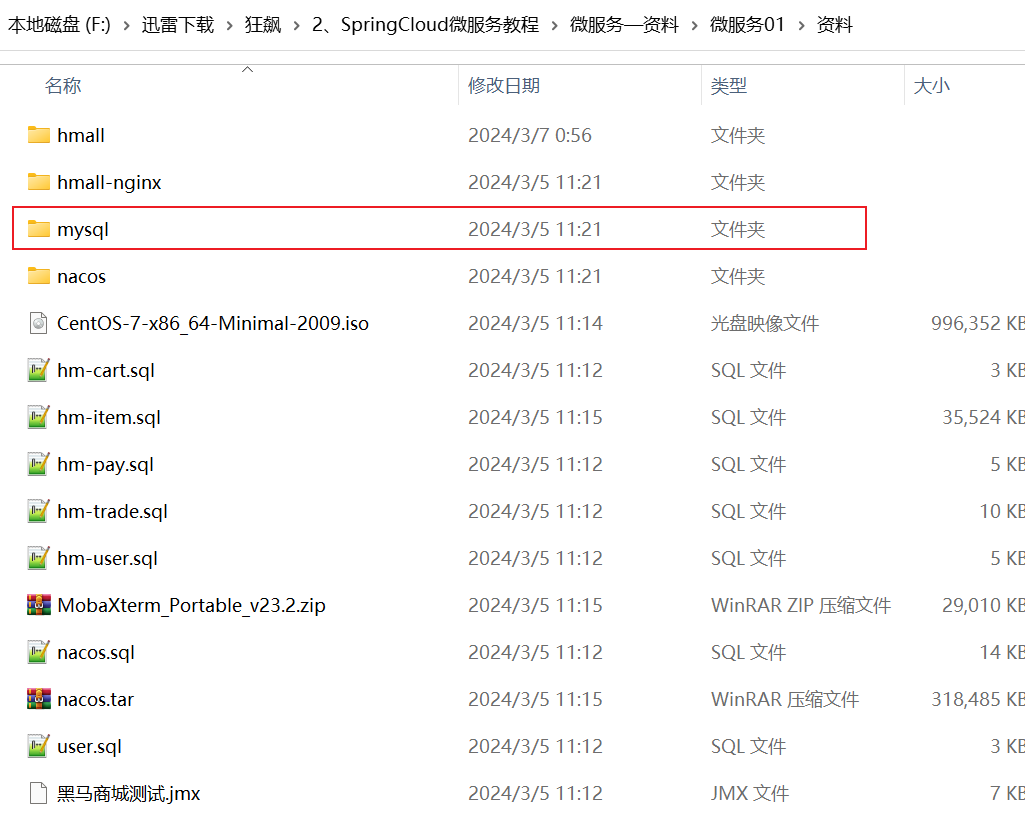 本地磁盘 (F:) > 迅雷下载 > 狂飙 > 2、SpringCloud微服务教程 > 微服务—资料 > 微服务01 > 资料
名称 修改日期 类型 大小
hmall 2024/3/7 0:56 文件夹
hmall-nginx 2024/3/5 11:21 文件夹
mysql 2024/3/5 11:21 文件夹
nacos 2024/3/5 11:21 文件夹
CentOS-7-x86_64-Minimal-2009.iso 2024/3/5 11:14 光盘映像文件 996,352 KB
hm-cart.sql 2024/3/5 11:12 SQL 文件 3 KB
hm-item.sql 2024/3/5 11:15 SQL 文件 35,524 KB
hm-pay.sql 2024/3/5 11:12 SQL 文件 5 KB
hm-trade.sql 2024/3/5 11:12 SQL 文件 10 KB
hm-user.sql 2024/3/5 11:12 SQL 文件 5 KB
MobaXterm_Portable_v23.2.zip 2024/3/5 11:15 WinRAR ZIP 压缩文件 29,010 KB
nacos.sql 2024/3/5 11:12 SQL 文件 14 KB
nacos.tar 2024/3/5 11:15 WinRAR 压缩文件 318,485 KB
user.sql 2024/3/5 11:12 SQL 文件 3 KB
黑马商城测试.jmx 2024/3/5 11:12 JMX 文件 7 KB